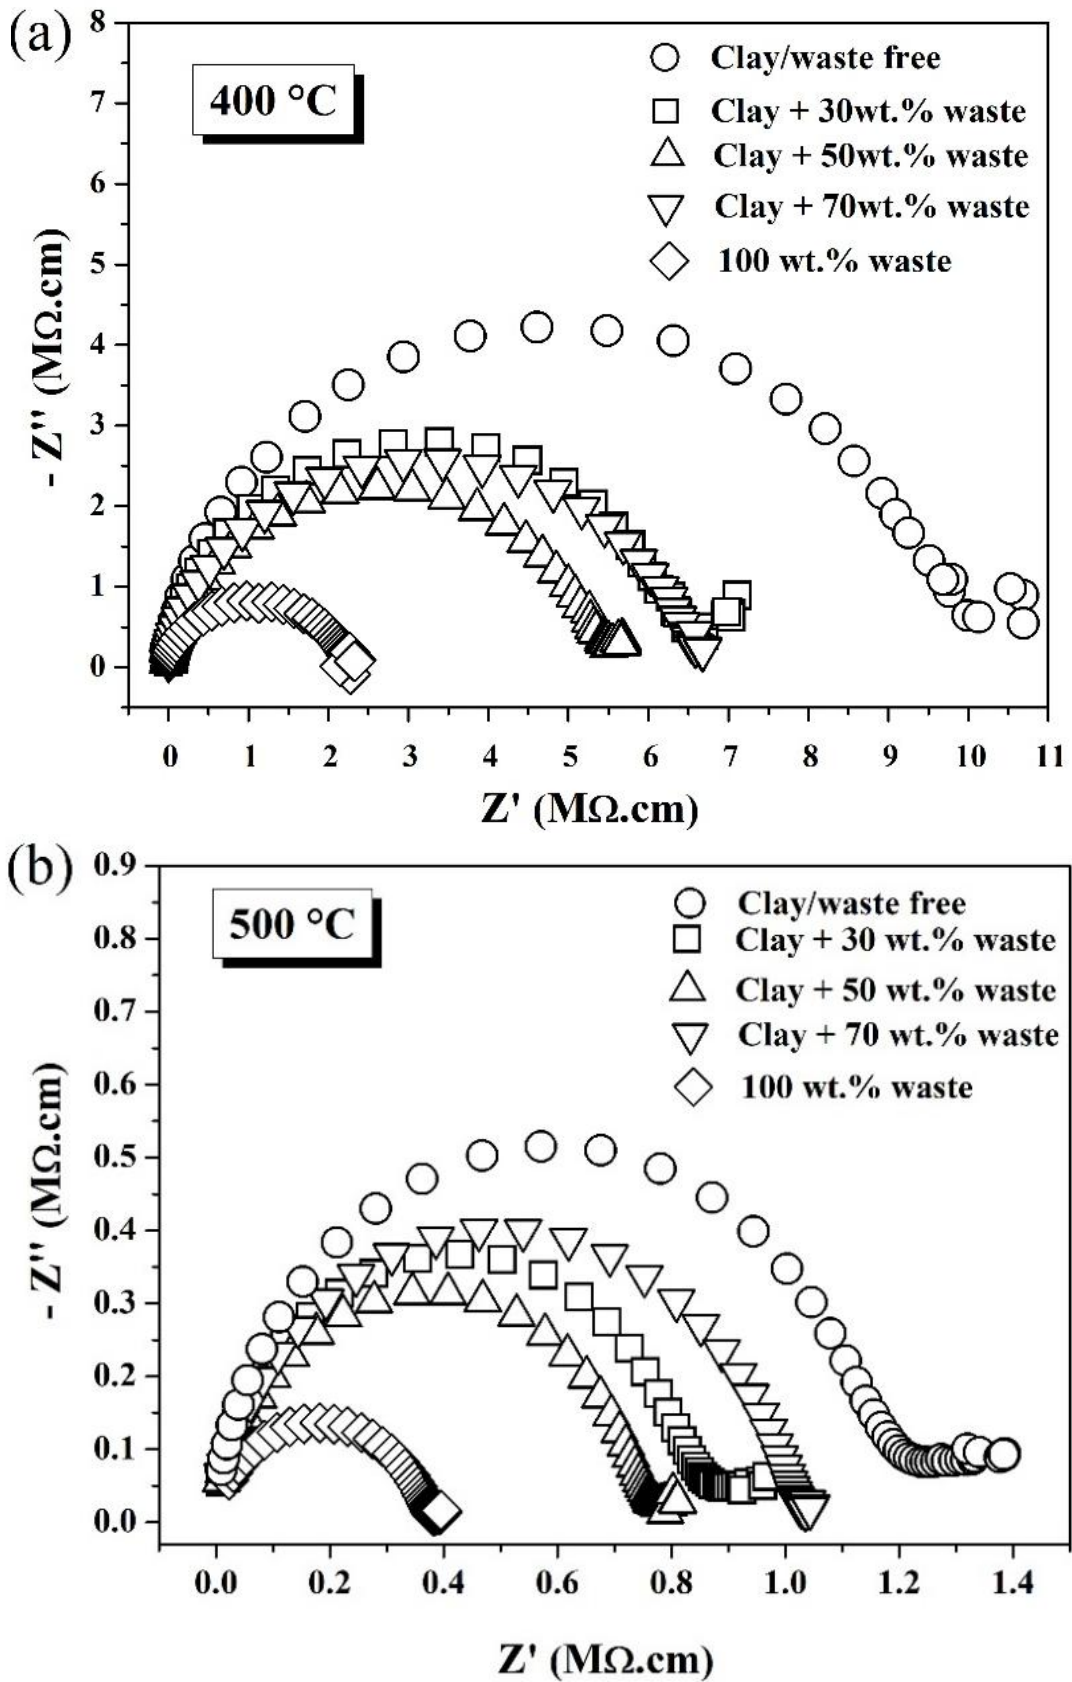 (a)
400 °C
Clay/waste free
Clay + 30wt.% waste
Clay + 50wt.% waste
Clay + 70wt.% waste
100 wt.% waste
8
7
6
5
4
3
2
1
0
- Z'' (MΩ.cm)
0 1 2 3 4 5 6 7 8 9 10 11
Z' (MΩ.cm)
(b)
500 °C
Clay/waste free
Clay + 30 wt.% waste
Clay + 50 wt.% waste
Clay + 70 wt.% waste
100 wt.% waste
0.9
0.8
0.7
0.6
0.5
0.4
0.3
0.2
0.1
0.0
- Z'' (MΩ.cm)
0.0 0.2 0.4 0.6 0.8 1.0 1.2 1.4
Z' (MΩ.cm)